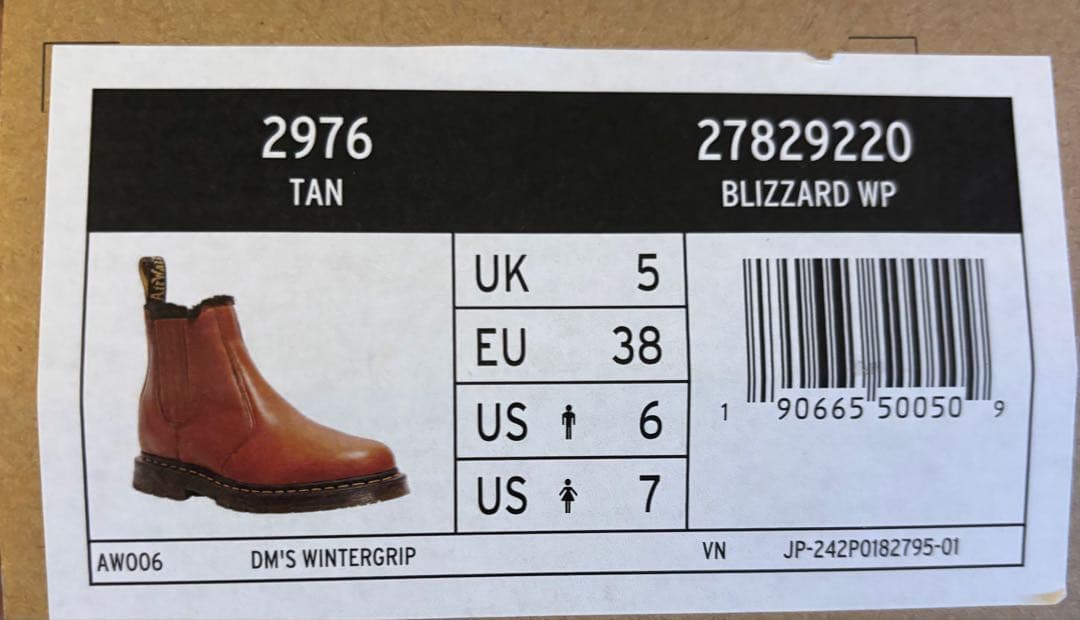 2976
TAN
27829220
BLIZZARD WP
AirWair
UK 5
EU 38
US 6
US 7
1 90665 50050 9
AW006
DM'S WINTERGRIP
VN
JP-242P0182795-01